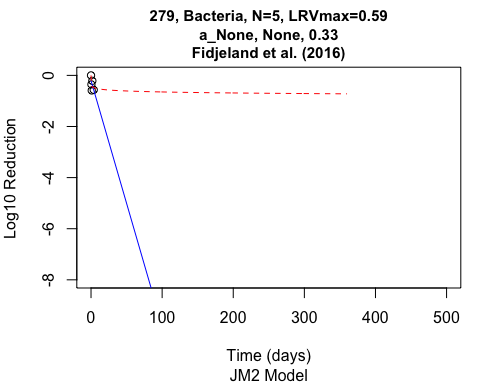 279, Bacteria, N=5, LRVmax=0.59
a_None, None, 0.33
Fidjeland et al. (2016)
Log10 Reduction
0
-2
-4
-6
-8
0 100 200 300 400 500
Time (days)
JM2 Model